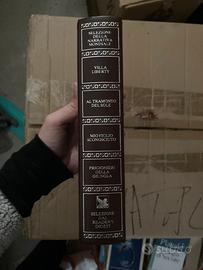 SELEZIONE
DELLA
NARRATIVA
MONDIALE
VILLA
LIBERTY
AL TRAMONTO
DEL SOLE
MIO FIGLIO
SCONOSCIUTO
PRIGIONIERI
DELLA
GIUNGLA
SELEZIONE
DAL
READER'S
DIGEST
subito